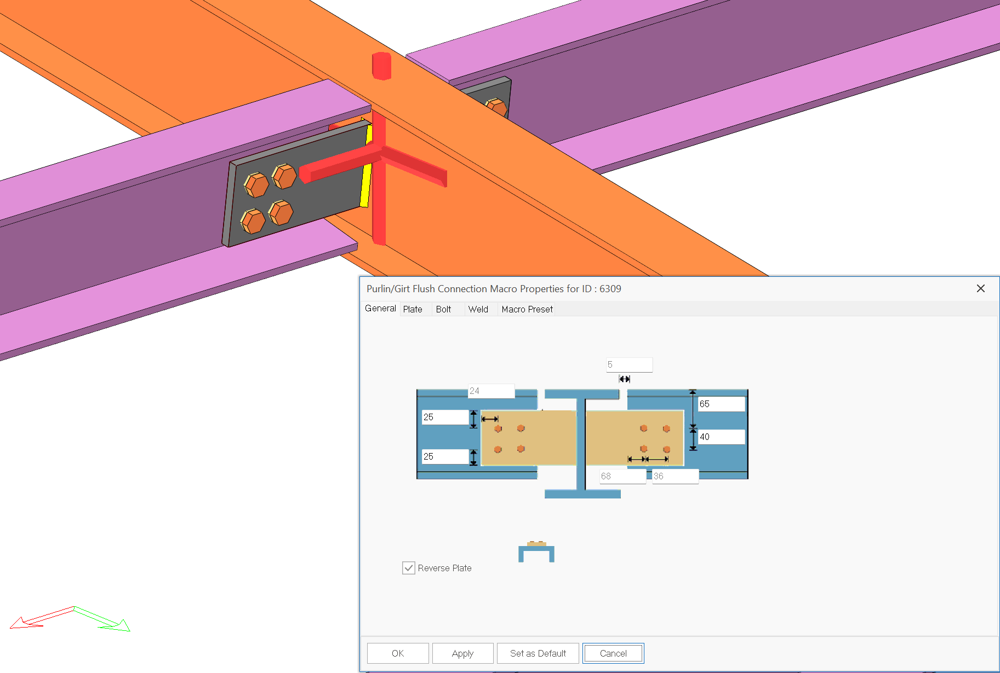 Purlin/Girt Flush Connection Macro Properties for ID : 6309
General Plate Bolt Weld Macro Preset
5
24
65
25
40
25
68 36
Reverse Plate
OK Apply Set as Default Cancel